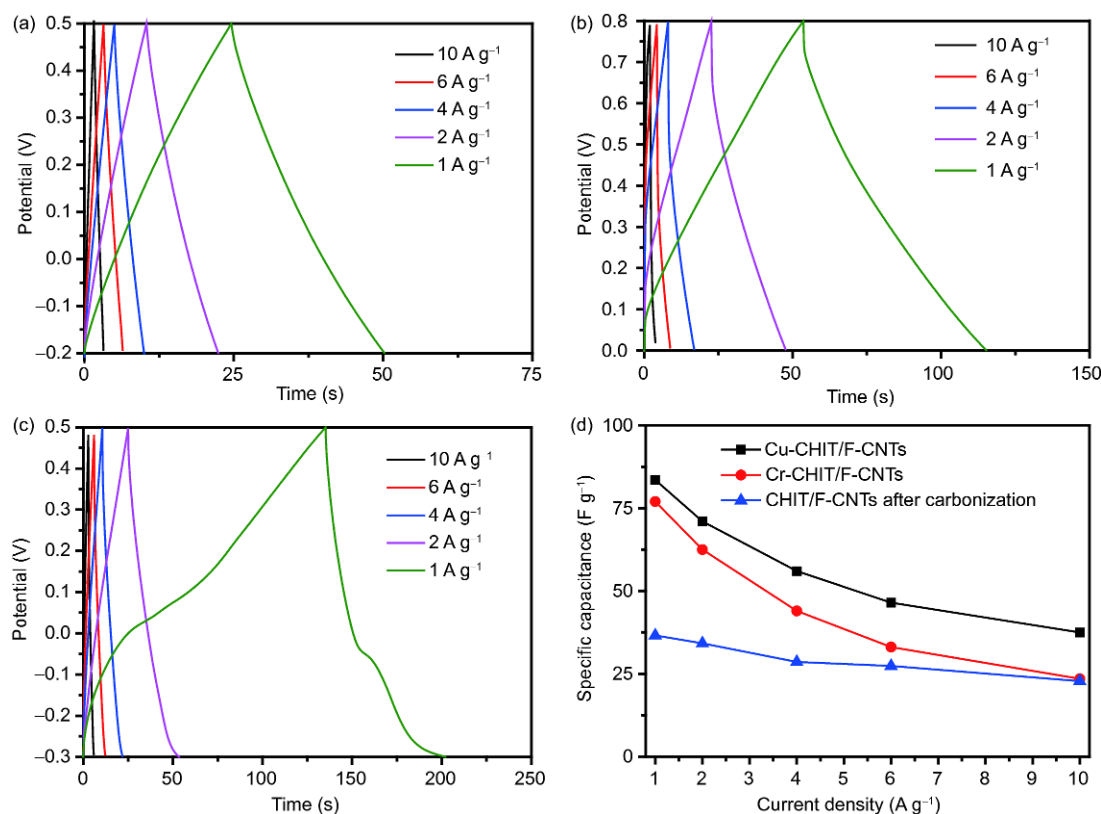 (a)
0.5
0.4
0.3
0.2
0.1
0.0
–0.1
–0.2
Potential (V)
10 A g⁻¹
6 A g⁻¹
4 A g⁻¹
2 A g⁻¹
1 A g⁻¹
0
25
50
75
Time (s)
(b)
0.8
0.7
0.6
0.5
0.4
0.3
0.2
0.1
0.0
Potential (V)
10 A g⁻¹
6 A g⁻¹
4 A g⁻¹
2 A g⁻¹
1 A g⁻¹
0
50
100
150
Time (s)
(c)
0.5
0.4
0.3
0.2
0.1
0.0
–0.1
–0.2
–0.3
Potential (V)
10 A g⁻¹
6 A g⁻¹
4 A g⁻¹
2 A g⁻¹
1 A g⁻¹
0
50
100
150
200
250
Time (s)
(d)
100
75
50
25
0
Specific capacitance (F g⁻¹)
Cu-CHIT/F-CNTs
Cr-CHIT/F-CNTs
CHIT/F-CNTs after carbonization
1
2
3
4
5
6
7
8
9
10
Current density (A g⁻¹)